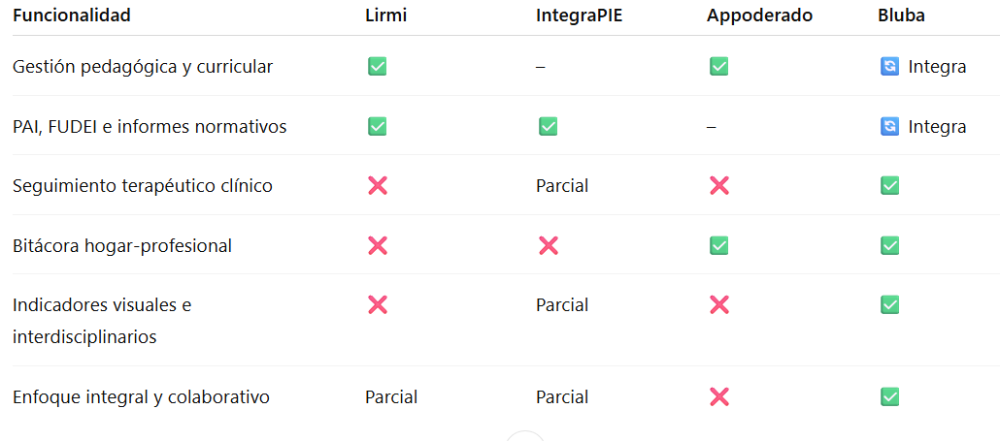 Funcionalidad Lirmi IntegraPIE Appoderado Bluba
Gestión pedagógica y curricular ✅ – ✅ 🔄 Integra
PAI, FUDEI e informes normativos ✅ ✅ – 🔄 Integra
Seguimiento terapéutico clínico ❌ Parcial ❌ ✅
Bitácora hogar-profesional ❌ ❌ ✅ ✅
Indicadores visuales e ❌ Parcial ❌ ✅
interdisciplinarios
Enfoque integral y colaborativo Parcial Parcial ❌ ✅